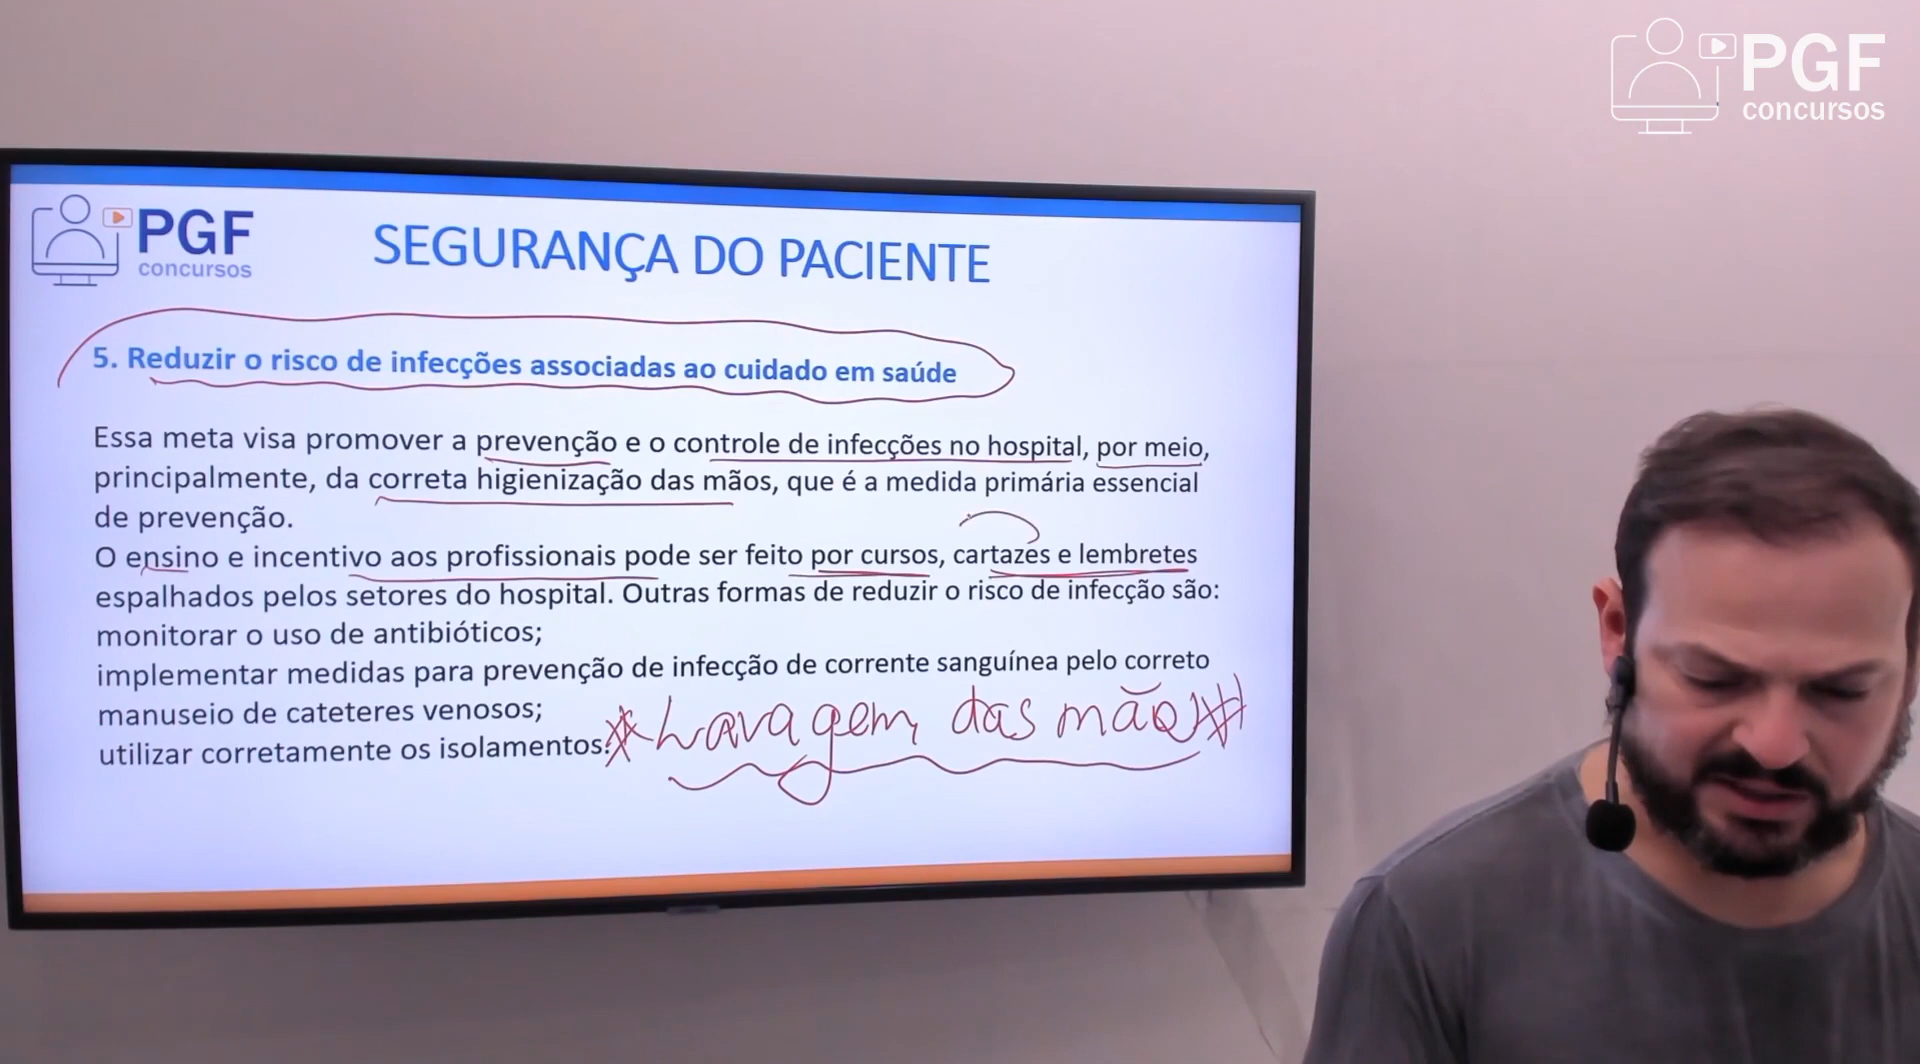 PGF
concursos
PGF
concursos
SEGURANÇA DO PACIENTE
5. Reduzir o risco de infecções associadas ao cuidado em saúde
Essa meta visa promover a prevenção e o controle de infecções no hospital, por meio,
principalmente, da correta higienização das mãos, que é a medida primária essencial
de prevenção.
O ensino e incentivo aos profissionais pode ser feito por cursos, cartazes e lembretes
espalhados pelos setores do hospital. Outras formas de reduzir o risco de infecção são:
monitorar o uso de antibióticos;
implementar medidas para prevenção de infecção de corrente sanguínea pelo correto
manuseio de cateteres venosos;
utilizar corretamente os isolamentos.
Lavagem das mãos